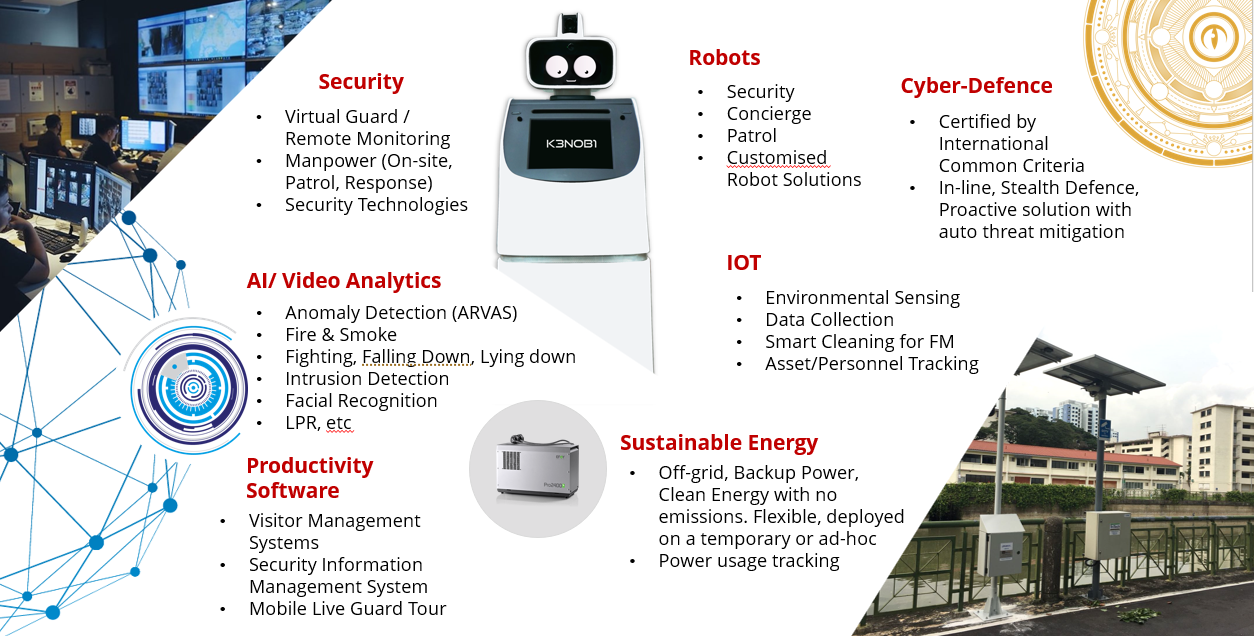 Security
Virtual Guard /
Remote Monitoring
Manpower (On-site,
Patrol, Response)
Security Technologies
K3NOB1
Robots
Security
Concierge
Patrol
Customised
Robot Solutions
Cyber-Defence
Certified by
International
Common Criteria
In-line, Stealth Defence,
Proactive solution with
auto threat mitigation
AI/ Video Analytics
Anomaly Detection (ARVAS)
Fire & Smoke
Fighting, Falling Down, Lying down
Intrusion Detection
Facial Recognition
LPR, etc
IOT
Environmental Sensing
Data Collection
Smart Cleaning for FM
Asset/Personnel Tracking
Productivity
Software
Visitor Management
Systems
Security Information
Management System
Mobile Live Guard Tour
Sustainable Energy
Off-grid, Backup Power,
Clean Energy with no
emissions. Flexible, deployed
on a temporary or ad-hoc
Power usage tracking